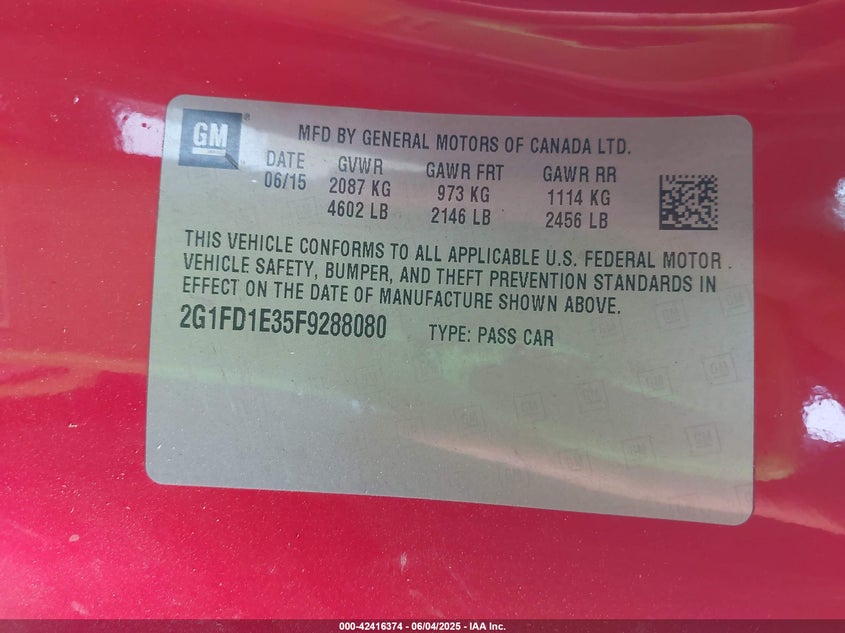 GM
MFD BY GENERAL MOTORS OF CANADA LTD.
DATE GVWR GAWR FRT GAWR RR
06/15 2087 KG 973 KG 1114 KG
4602 LB 2146 LB 2456 LB
THIS VEHICLE CONFORMS TO ALL APPLICABLE U.S. FEDERAL MOTOR
VEHICLE SAFETY, BUMPER, AND THEFT PREVENTION STANDARDS IN
EFFECT ON THE DATE OF MANUFACTURE SHOWN ABOVE.
2G1FD1E35F9288080 TYPE: PASS CAR
000-42416374 - 06/04/2025 - IAA Inc.